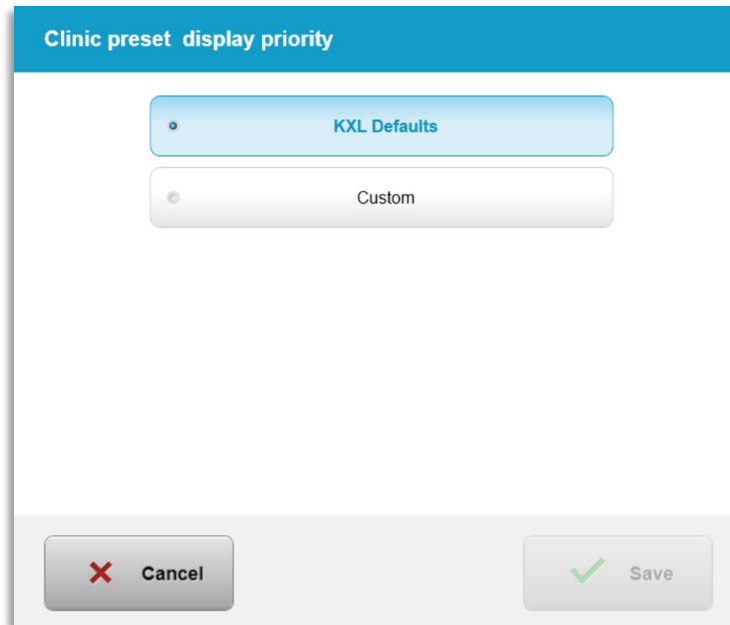 Clinic preset display priority
KXL Defaults
Custom
Cancel
Save